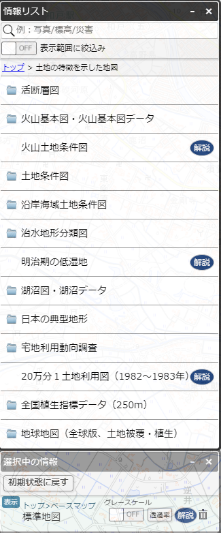 情報リスト
例：写真/標高/災害
OFF 表示範囲に絞込み
トップ > 土地の特徴を示した地図
活断層図
火山基本図・火山基本図データ
火山土地条件図 解説
土地条件図
沿岸海域土地条件図
治水地形分類図
明治期の低湿地 解説
湖沼図・湖沼データ
日本の典型地形
宅地利用動向調査
20万分１土地利用図（1982～1983年） 解説
全国植生指標データ（250m）
地球地図（全球版、土地被覆・植生）
選択中の情報
初期状態に戻す
表示 トップ>ベースマップ
標準地図
グレースケール
OFF 透過率 解説